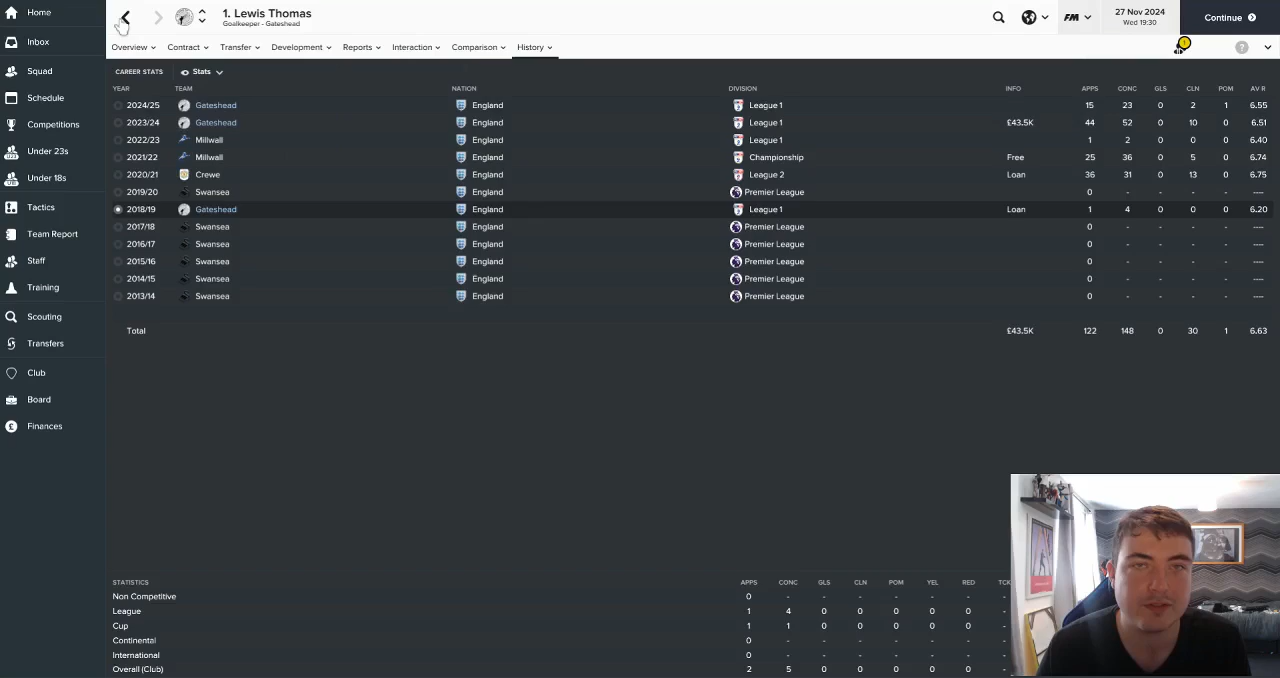 Home
Inbox
Squad
Schedule
Competitions
Under 23s
Under 18s
Tactics
Team Report
Staff
Training
Scouting
Transfers
Club
Board
Finances
1. Lewis Thomas
Goalkeeper - Gateshead
FM
27 Nov 2024
Wed 19:30
Continue
Overview Contract Transfer Development Reports Interaction Comparison History
1 ?
CAREER STATS Stats
YEAR TEAM NATION DIVISION INFO APPS CONC GLS CLN POM AV R
2024/25 Gateshead England League 1 15 23 0 2 1 6.55
2023/24 Gateshead England League 1 £43.5K 44 52 0 10 0 6.51
2022/23 Millwall England League 1 1 2 0 0 0 6.40
2021/22 Millwall England Championship Free 25 36 0 5 0 6.74
2020/21 Crewe England League 2 Loan 36 31 0 13 0 6.75
2019/20 Swansea England Premier League 0 - - - - ----
2018/19 Gateshead England League 1 Loan 1 4 0 0 0 6.20
2017/18 Swansea England Premier League 0 - - - - ----
2016/17 Swansea England Premier League 0 - - - - ----
2015/16 Swansea England Premier League 0 - - - - ----
2014/15 Swansea England Premier League 0 - - - - ----
2013/14 Swansea England Premier League 0 - - - - ----
Total £43.5K 122 148 0 30 1 6.63
STATISTICS APPS CONC GLS CLN POM YEL RED TCK
Non Competitive 0 - - - - - - -
League 1 4 0 0 0 0 0 -
Cup 1 1 0 0 0 0 0 -
Continental 0 - - - - - - -
International 0 - - - - - - -
Overall (Club) 2 5 0 0 0 0 0 -